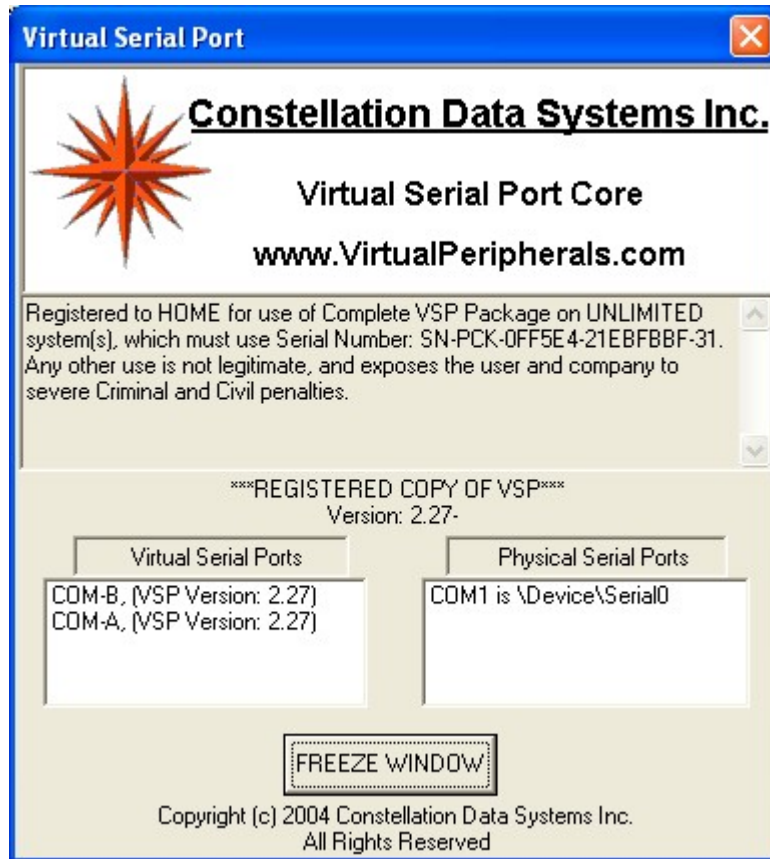 Virtual Serial Port
Constellation Data Systems Inc.
Virtual Serial Port Core
www.VirtualPeripherals.com
Registered to HOME for use of Complete VSP Package on UNLIMITED
system(s), which must use Serial Number: SN-PCK-0FF5E4-21EBFBBF-31.
Any other use is not legitimate, and exposes the user and company to
severe Criminal and Civil penalties.
***REGISTERED COPY OF VSP***
Version: 2.27-
Virtual Serial Ports
COM-B, (VSP Version: 2.27)
COM-A, (VSP Version: 2.27)
Physical Serial Ports
COM1 is \Device\Serial0
FREEZE WINDOW
Copyright (c) 2004 Constellation Data Systems Inc.
All Rights Reserved